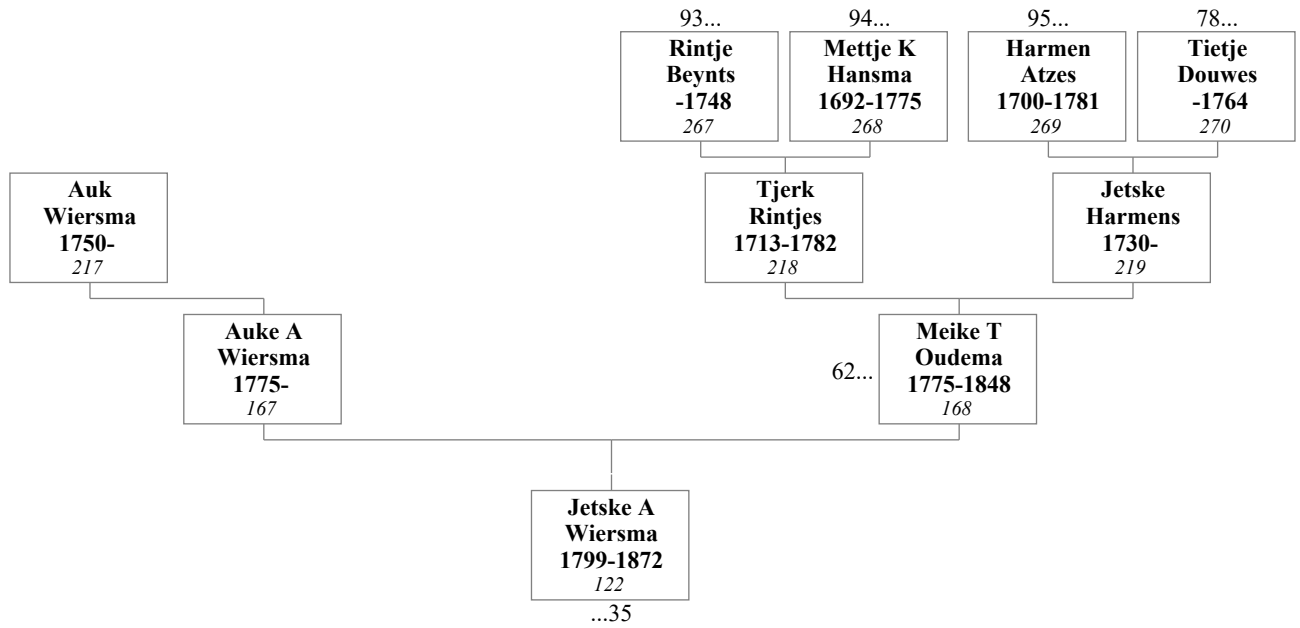 93...
94...
95...
78...
Rintje
Beynts
-1748
267
Mettje K
Hansma
1692-1775
268
Harmen
Atzes
1700-1781
269
Tietje
Douwes
-1764
270
Auk
Wiersma
1750-
217
Tjerk
Rintjes
1713-1782
218
Jetske
Harmens
1730-
219
Auke A
Wiersma
1775-
167
62...
Meike T
Oudema
1775-1848
168
Jetske A
Wiersma
1799-1872
122
...35